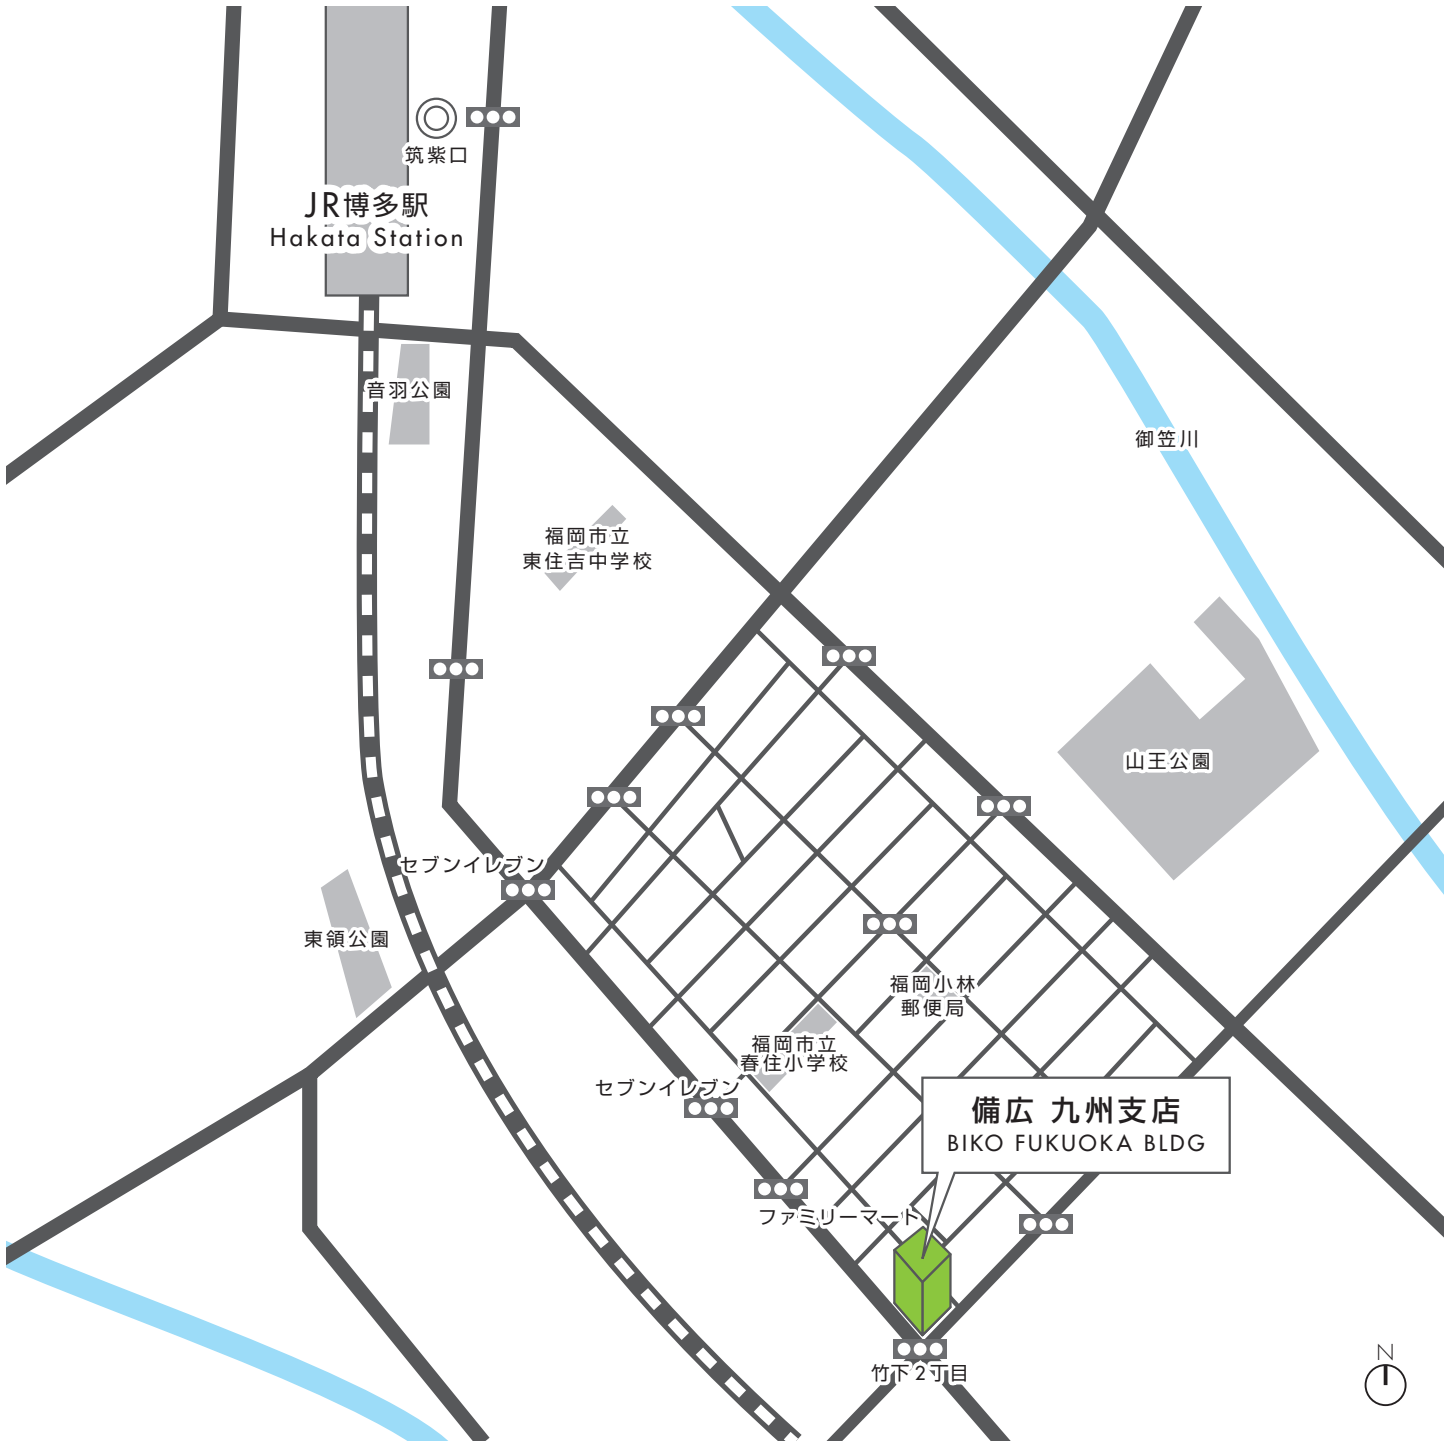 筑紫口
JR博多駅
Hakata Station
音羽公園
御笠川
福岡市立
東住吉中学校
山王公園
セブンイレブン
東領公園
福岡小林
郵便局
福岡市立
春住小学校
セブンイレブン
備広 九州支店
BIKO FUKUOKA BLDG
ファミリーマート
竹下2丁目
N